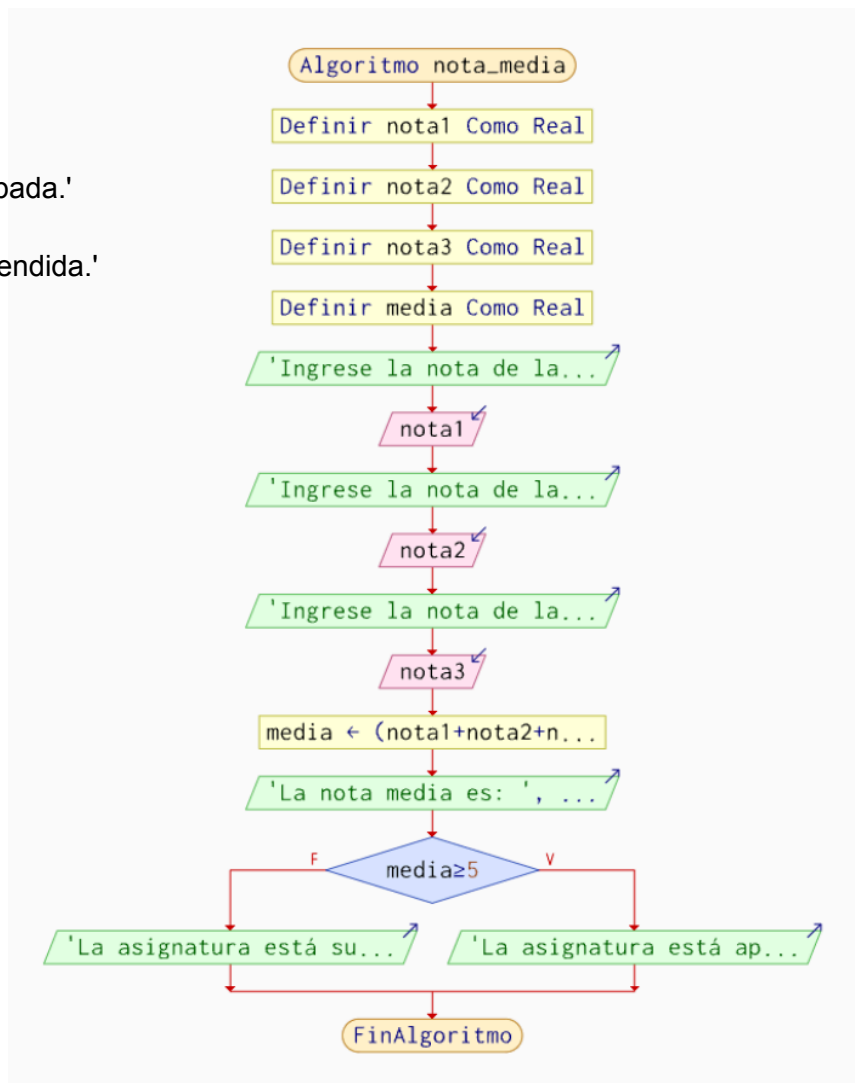 Algoritmo nota_media
Definir nota1 Como Real
bada.'
Definir nota2 Como Real
Definir nota3 Como Real
endida.'
Definir media Como Real
'Ingrese la nota de la...
nota1
'Ingrese la nota de la...
nota2
'Ingrese la nota de la...
nota3
media ← (nota1+nota2+n...
'La nota media es: ', ...
F
V
media≥5
'La asignatura está su...
'La asignatura está ap...
FinAlgoritmo